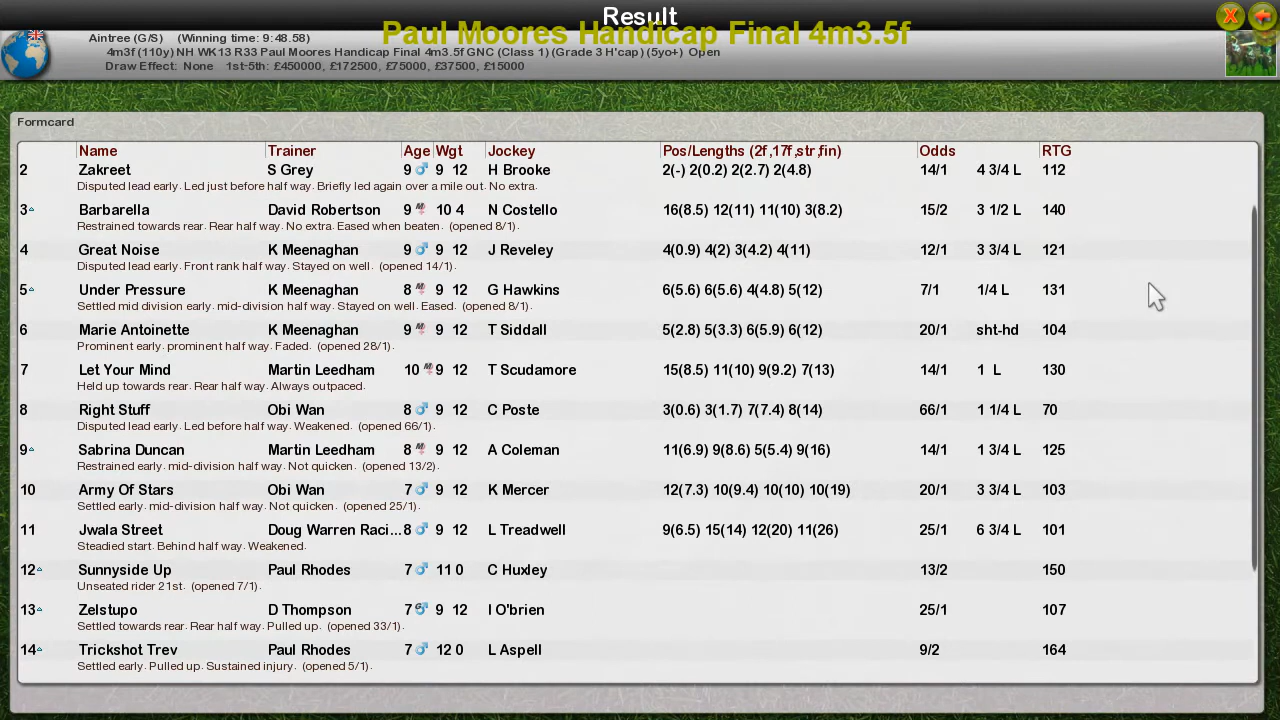 Result
Paul Moores Handicap Final 4m3.5f
Aintree (G/S) (Winning time: 9:48.58)
4m3f (110y) NH WK13 R33 Paul Moores Handicap Final 4m3.5f GNC (Class 1) (Grade 3 H'cap) (5yo+) Open
Draw Effect: None 1st-5th: £450000, £172500, £75000, £37500, £15000
Formcard
Name Trainer Age Wgt Jockey Pos/Lengths (2f,17f,str,fin) Odds RTG
2 Zakreet S Grey 9 9 12 H Brooke 2(-) 2(0.2) 2(2.7) 2(4.8) 14/1 4 3/4 L 112
Disputed lead early. Led just before half way. Briefly led again over a mile out. No extra.
3 Barbarella David Robertson 9 10 4 N Costello 16(8.5) 12(11) 11(10) 3(8.2) 15/2 3 1/2 L 140
Restrained towards rear. Rear half way. No extra. Eased when beaten. (opened 8/1).
4 Great Noise K Meenaghan 9 9 12 J Reveley 4(0.9) 4(2) 3(4.2) 4(11) 12/1 3 3/4 L 121
Disputed lead early. Front rank half way. Stayed on well. (opened 14/1).
5 Under Pressure K Meenaghan 8 9 12 G Hawkins 6(5.6) 6(5.6) 4(4.8) 5(12) 7/1 1/4 L 131
Settled mid division early. mid-division half way. Stayed on well. Eased. (opened 8/1).
6 Marie Antoinette K Meenaghan 9 9 12 T Siddall 5(2.8) 5(3.3) 6(5.9) 6(12) 20/1 sht-hd 104
Prominent early. prominent half way. Faded. (opened 28/1).
7 Let Your Mind Martin Leedham 10 9 12 T Scudamore 15(8.5) 11(10) 9(9.2) 7(13) 14/1 1 L 130
Held up towards rear. Rear half way. Always outpaced.
8 Right Stuff Obi Wan 8 9 12 C Poste 3(0.6) 3(1.7) 7(7.4) 8(14) 66/1 1 1/4 L 70
Disputed lead early. Led before half way. Weakened. (opened 66/1).
9 Sabrina Duncan Martin Leedham 8 9 12 A Coleman 11(6.9) 9(8.6) 5(5.4) 9(16) 14/1 1 3/4 L 125
Restrained early. mid-division half way. Not quicken. (opened 13/2).
10 Army Of Stars Obi Wan 7 9 12 K Mercer 12(7.3) 10(9.4) 10(10) 10(19) 20/1 3 3/4 L 103
Settled early. mid-division half way. Not quicken. (opened 25/1).
11 Jwala Street Doug Warren Raci... 8 9 12 L Treadwell 9(6.5) 15(14) 12(20) 11(26) 25/1 6 3/4 L 101
Steadied start. Behind half way. Weakened.
12 Sunnyside Up Paul Rhodes 7 11 0 C Huxley 13/2 150
Unseated rider 21st. (opened 7/1).
13 Zelstupo D Thompson 7 9 12 I O'brien 25/1 107
Settled towards rear. Rear half way. Pulled up. (opened 33/1).
14 Trickshot Trev Paul Rhodes 7 12 0 L Aspell 9/2 164
Settled early. Pulled up. Sustained injury. (opened 5/1).